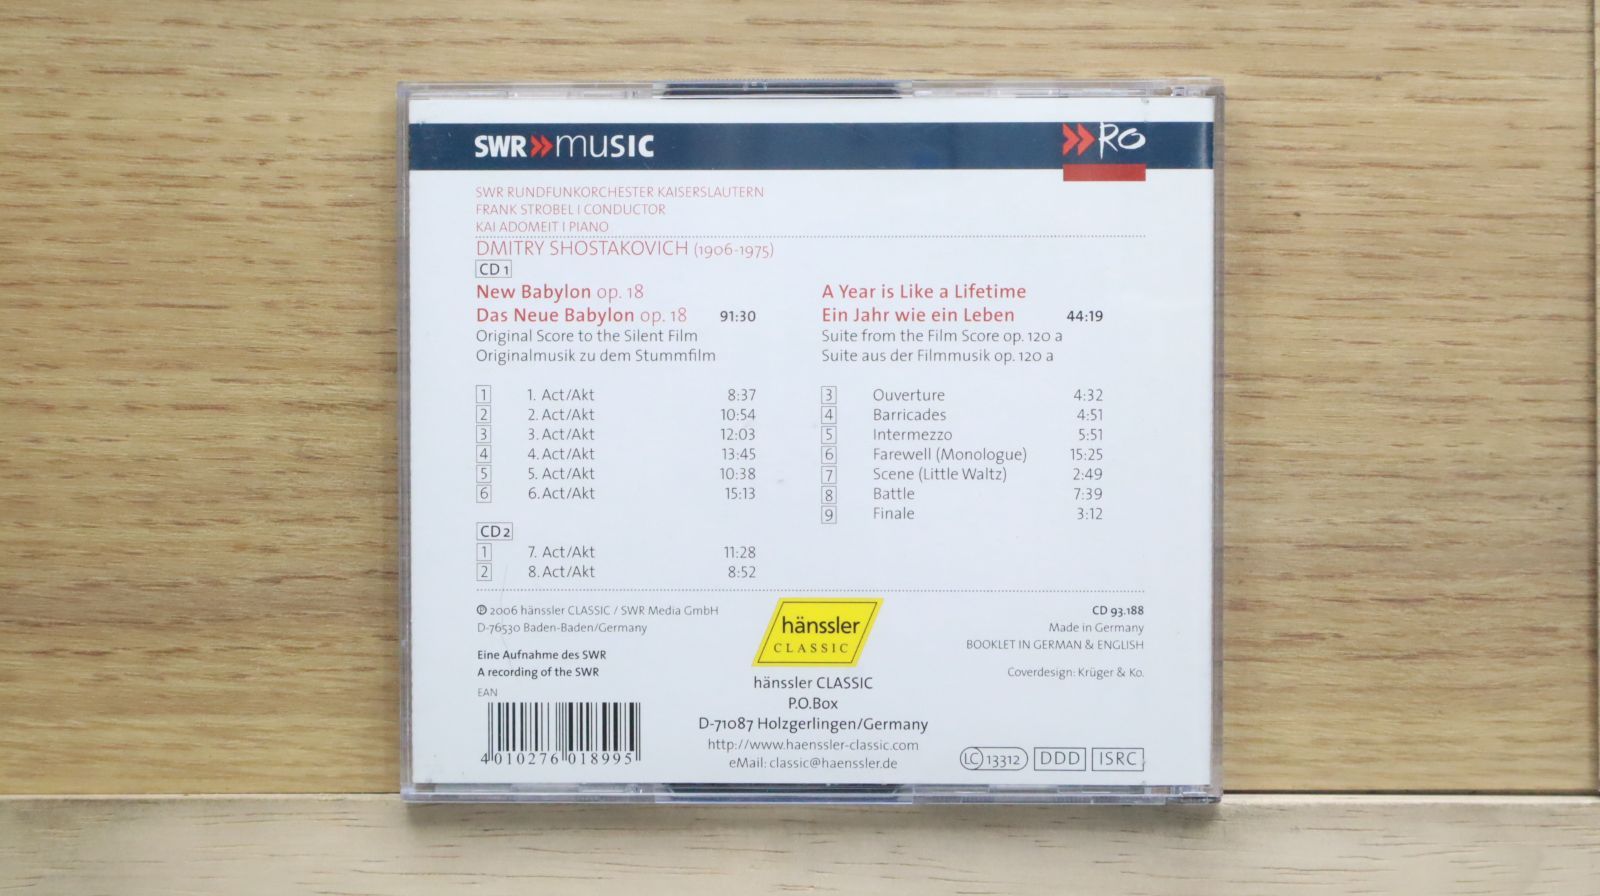 SWR»musIc
RO
SWR RUNDFUNKORCHESTER KAISERSLAUTERN
FRANK STROBEL I CONDUCTOR
KAI ADOMEIT I PIANO
DMITRY SHOSTAKOVICH (1906-1975)
CD 1
New Babylon op. 18
Das Neue Babylon op. 18 91:30
Original Score to the Silent Film
Originalmusik zu dem Stummfilm
1 1. Act/Akt 8:37
2 2. Act/Akt 10:54
3 3. Act/Akt 12:03
4 4. Act/Akt 13:45
5 5. Act/Akt 10:38
6 6. Act/Akt 15:13
CD 2
1 7. Act/Akt 11:28
2 8. Act/Akt 8:52
A Year is Like a Lifetime
Ein Jahr wie ein Leben 44:19
Suite from the Film Score op. 120 a
Suite aus der Filmmusik op. 120 a
3 Ouverture 4:32
4 Barricades 4:51
5 Intermezzo 5:51
6 Farewell (Monologue) 15:25
7 Scene (Little Waltz) 2:49
8 Battle 7:39
9 Finale 3:12
℗ 2006 hänssler CLASSIC / SWR Media GmbH
D-76530 Baden-Baden/Germany
Eine Aufnahme des SWR
A recording of the SWR
EAN
4 010276 018995
hänssler
CLASSIC
hänssler CLASSIC
P.O.Box
D-71087 Holzgerlingen/Germany
http://www.haenssler-classic.com
eMail: classic@haenssler.de
CD 93.188
Made in Germany
BOOKLET IN GERMAN & ENGLISH
Coverdesign: Krüger & Ko.
LC 13312 DDD ISRC